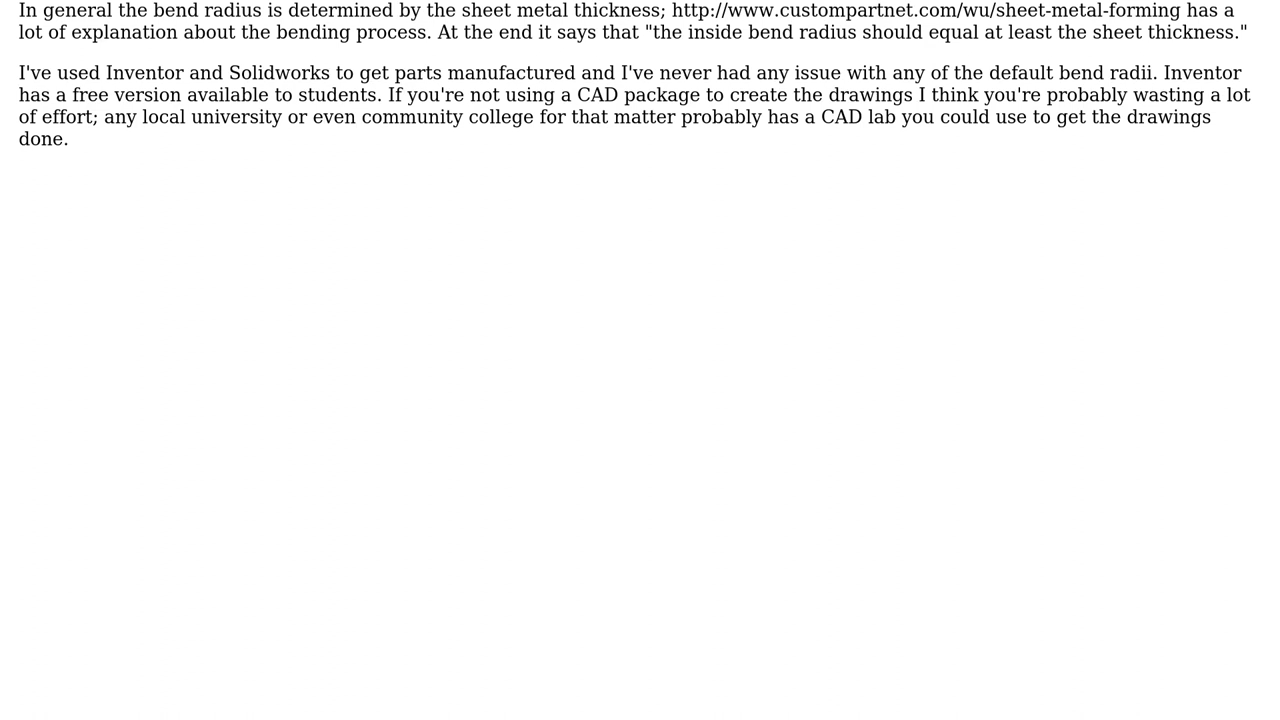 In general the bend radius is determined by the sheet metal thickness; http://www.custompartnet.com/wu/sheet-metal-forming has a
lot of explanation about the bending process. At the end it says that "the inside bend radius should equal at least the sheet thickness."
I've used Inventor and Solidworks to get parts manufactured and I've never had any issue with any of the default bend radii. Inventor
has a free version available to students. If you're not using a CAD package to create the drawings I think you're probably wasting a lot
of effort; any local university or even community college for that matter probably has a CAD lab you could use to get the drawings
done.